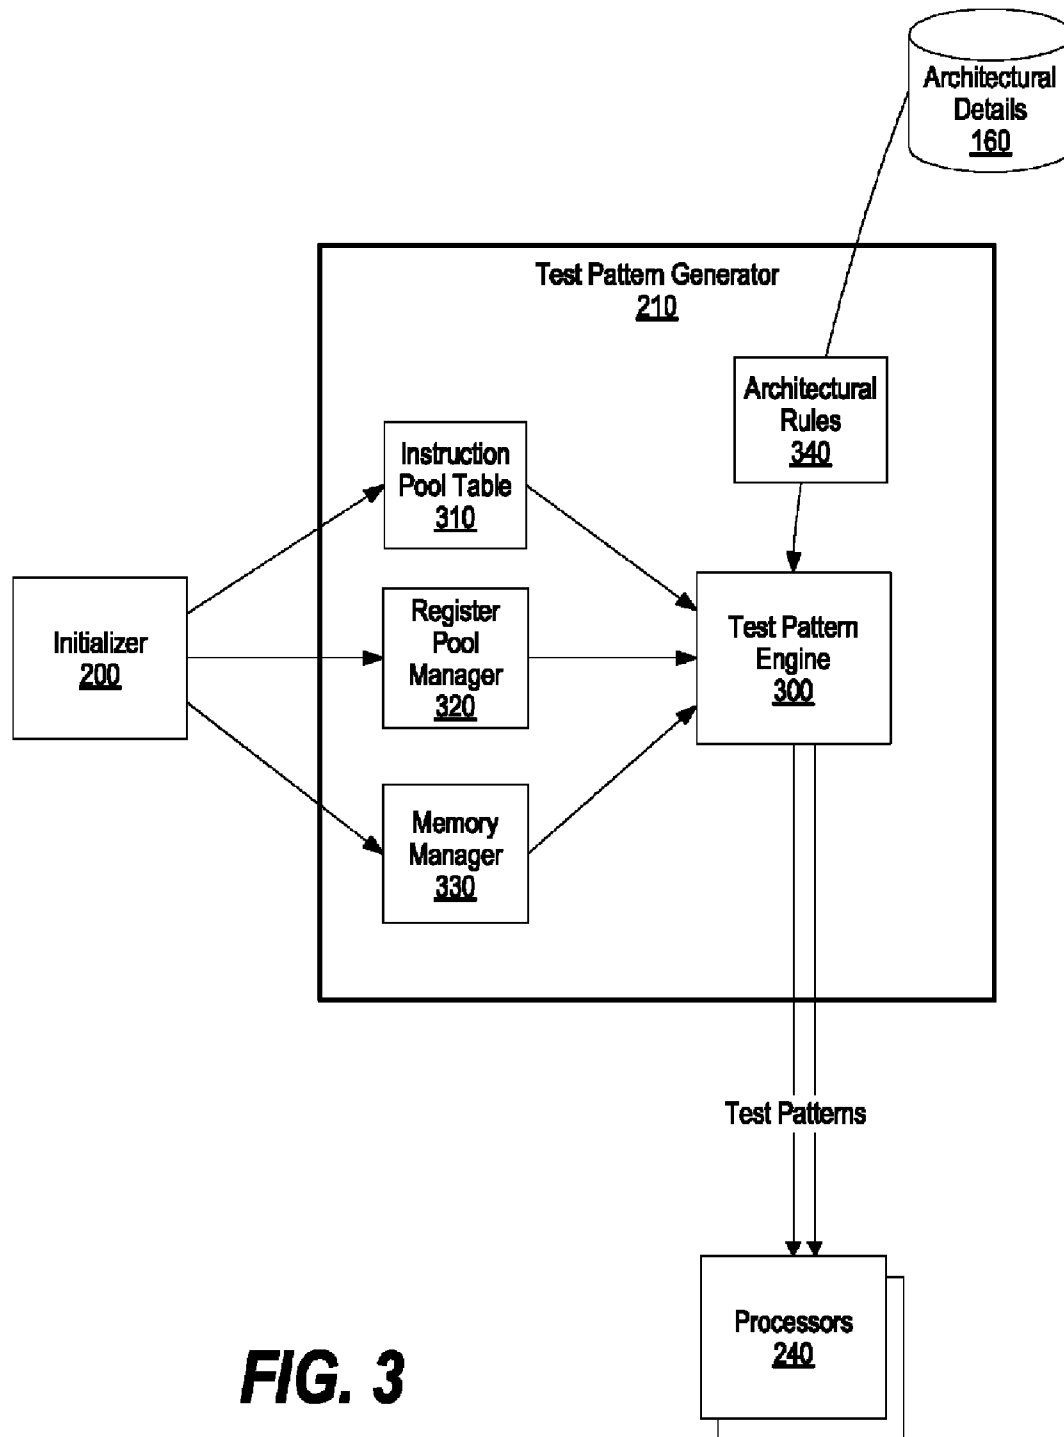 Architectural
Details
160
Test Pattern Generator
210
Architectural
Rules
340
Instruction
Pool Table
310
Initializer
200
Register
Pool
Manager
320
Test Pattern
Engine
300
Memory
Manager
330
Test Patterns
Processors
240
FIG. 3